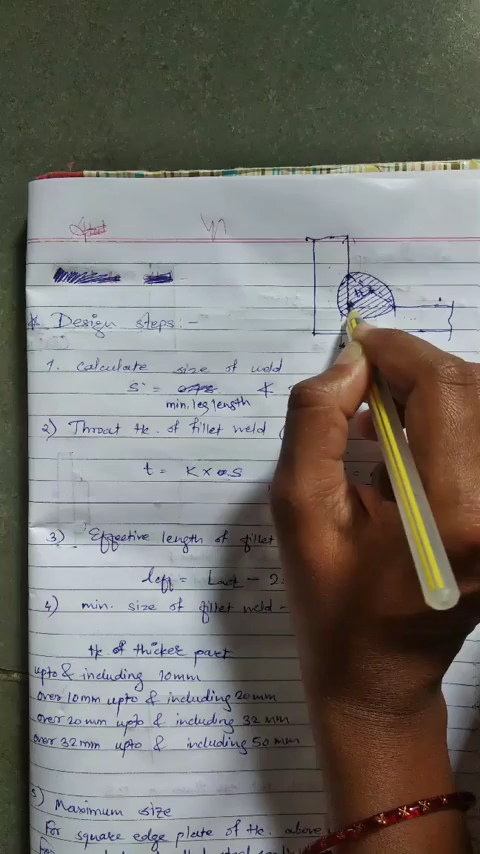 * Design steps:-
1. Calculate size of weld
S =
min. leg length
2) Throat tk. of fillet weld (
t = K x S
3) Effective length of fillet
leff = Lact - 2.
4) min. size of fillet weld -
tk. of thicker part
upto & including 10mm
over 10mm upto & including 20mm
over 20mm upto & including 32 mm
over 32mm upto & including 50 mm
5) Maximum size
For square edge plate of tk. above